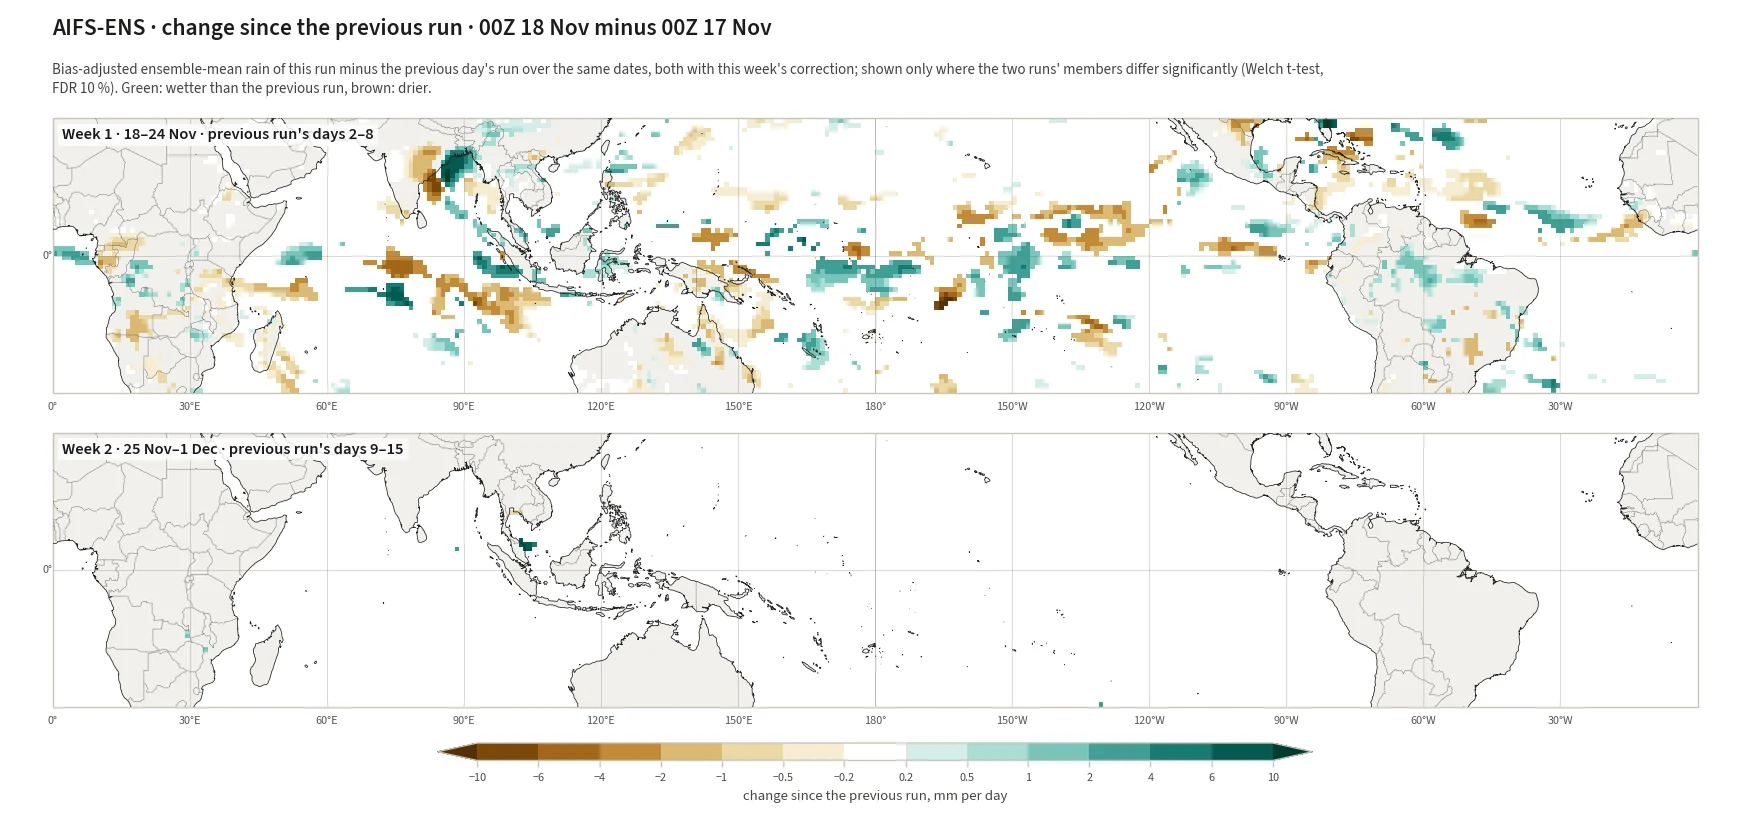 AIFS-ENS · change since the previous run · 00Z 18 Nov minus 00Z 17 Nov
Bias-adjusted ensemble-mean rain of this run minus the previous day's run over the same dates, both with this week's correction; shown only where the two runs' members differ significantly (Welch t-test,
FDR 10 %). Green: wetter than the previous run, brown: drier.
Week 1 · 18–24 Nov · previous run's days 2–8
0°
0° 30°E 60°E 90°E 120°E 150°E 180° 150°W 120°W 90°W 60°W 30°W
Week 2 · 25 Nov–1 Dec · previous run's days 9–15
0°
0° 30°E 60°E 90°E 120°E 150°E 180° 150°W 120°W 90°W 60°W 30°W
−10 −6 −4 −2 −1 −0.5 −0.2 0.2 0.5 1 2 4 6 10
change since the previous run, mm per day